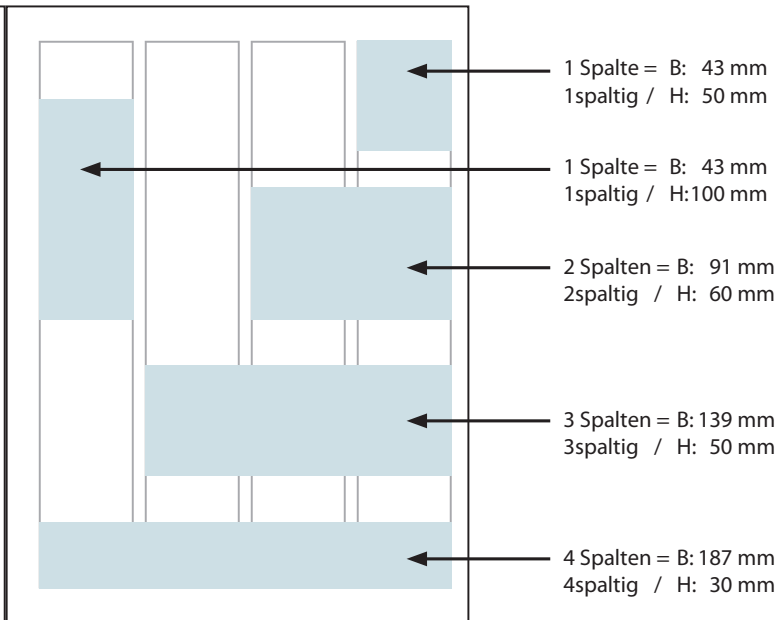 1 Spalte = B: 43 mm
1spaltig / H: 50 mm
1 Spalte = B: 43 mm
1spaltig / H:100 mm
2 Spalten = B: 91 mm
2spaltig / H: 60 mm
3 Spalten = B: 139 mm
3spaltig / H: 50 mm
4 Spalten = B: 187 mm
4spaltig / H: 30 mm